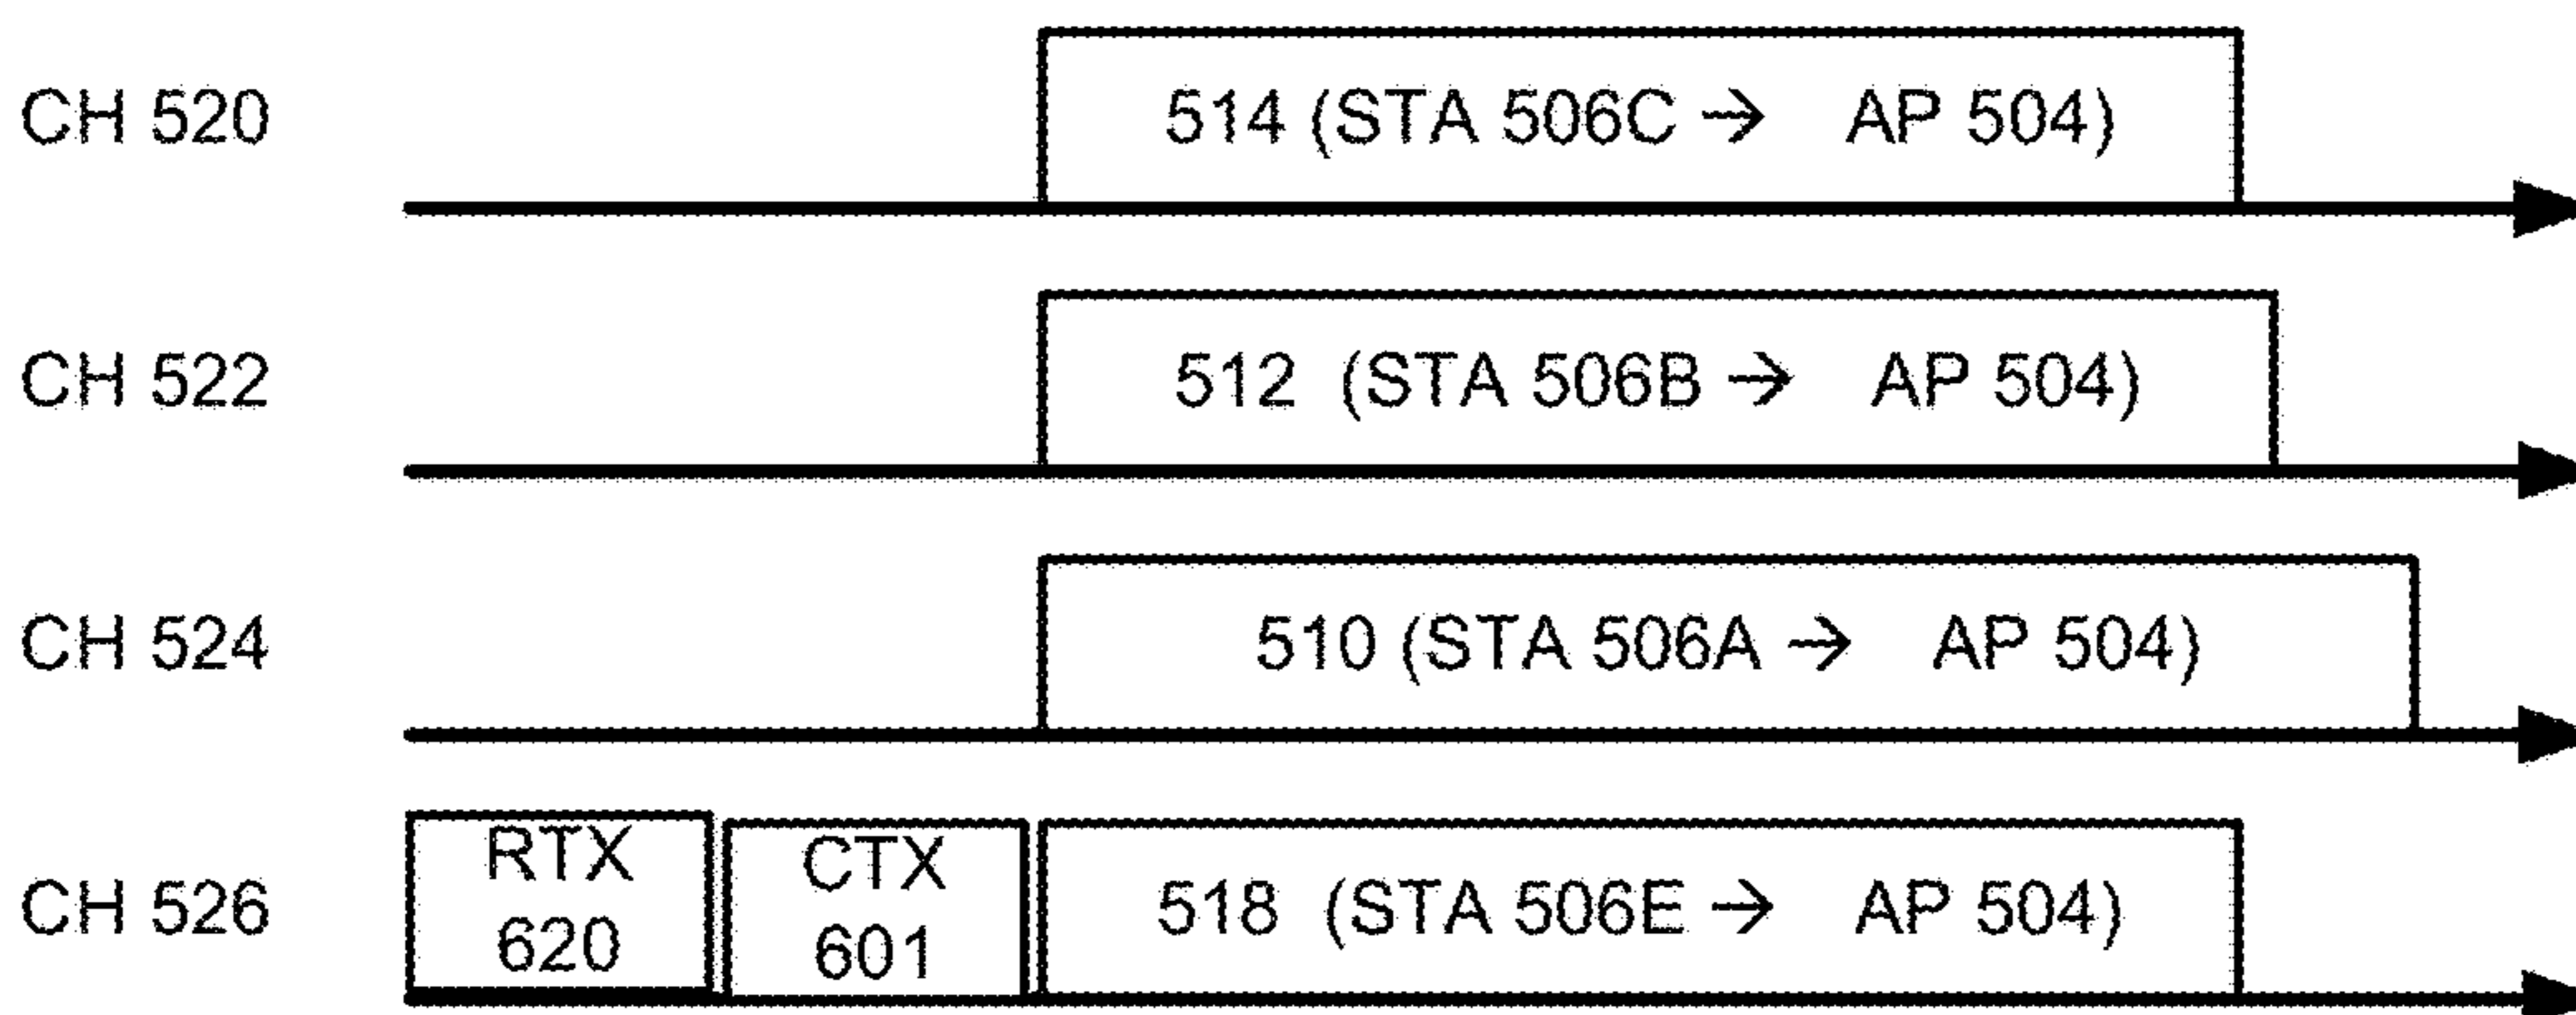 CH 520
514 (STA 506C → AP 504)
CH 522
512 (STA 506B → AP 504)
CH 524
510 (STA 506A → AP 504)
CH 526
RTX
620
CTX
601
518 (STA 506E → AP 504)